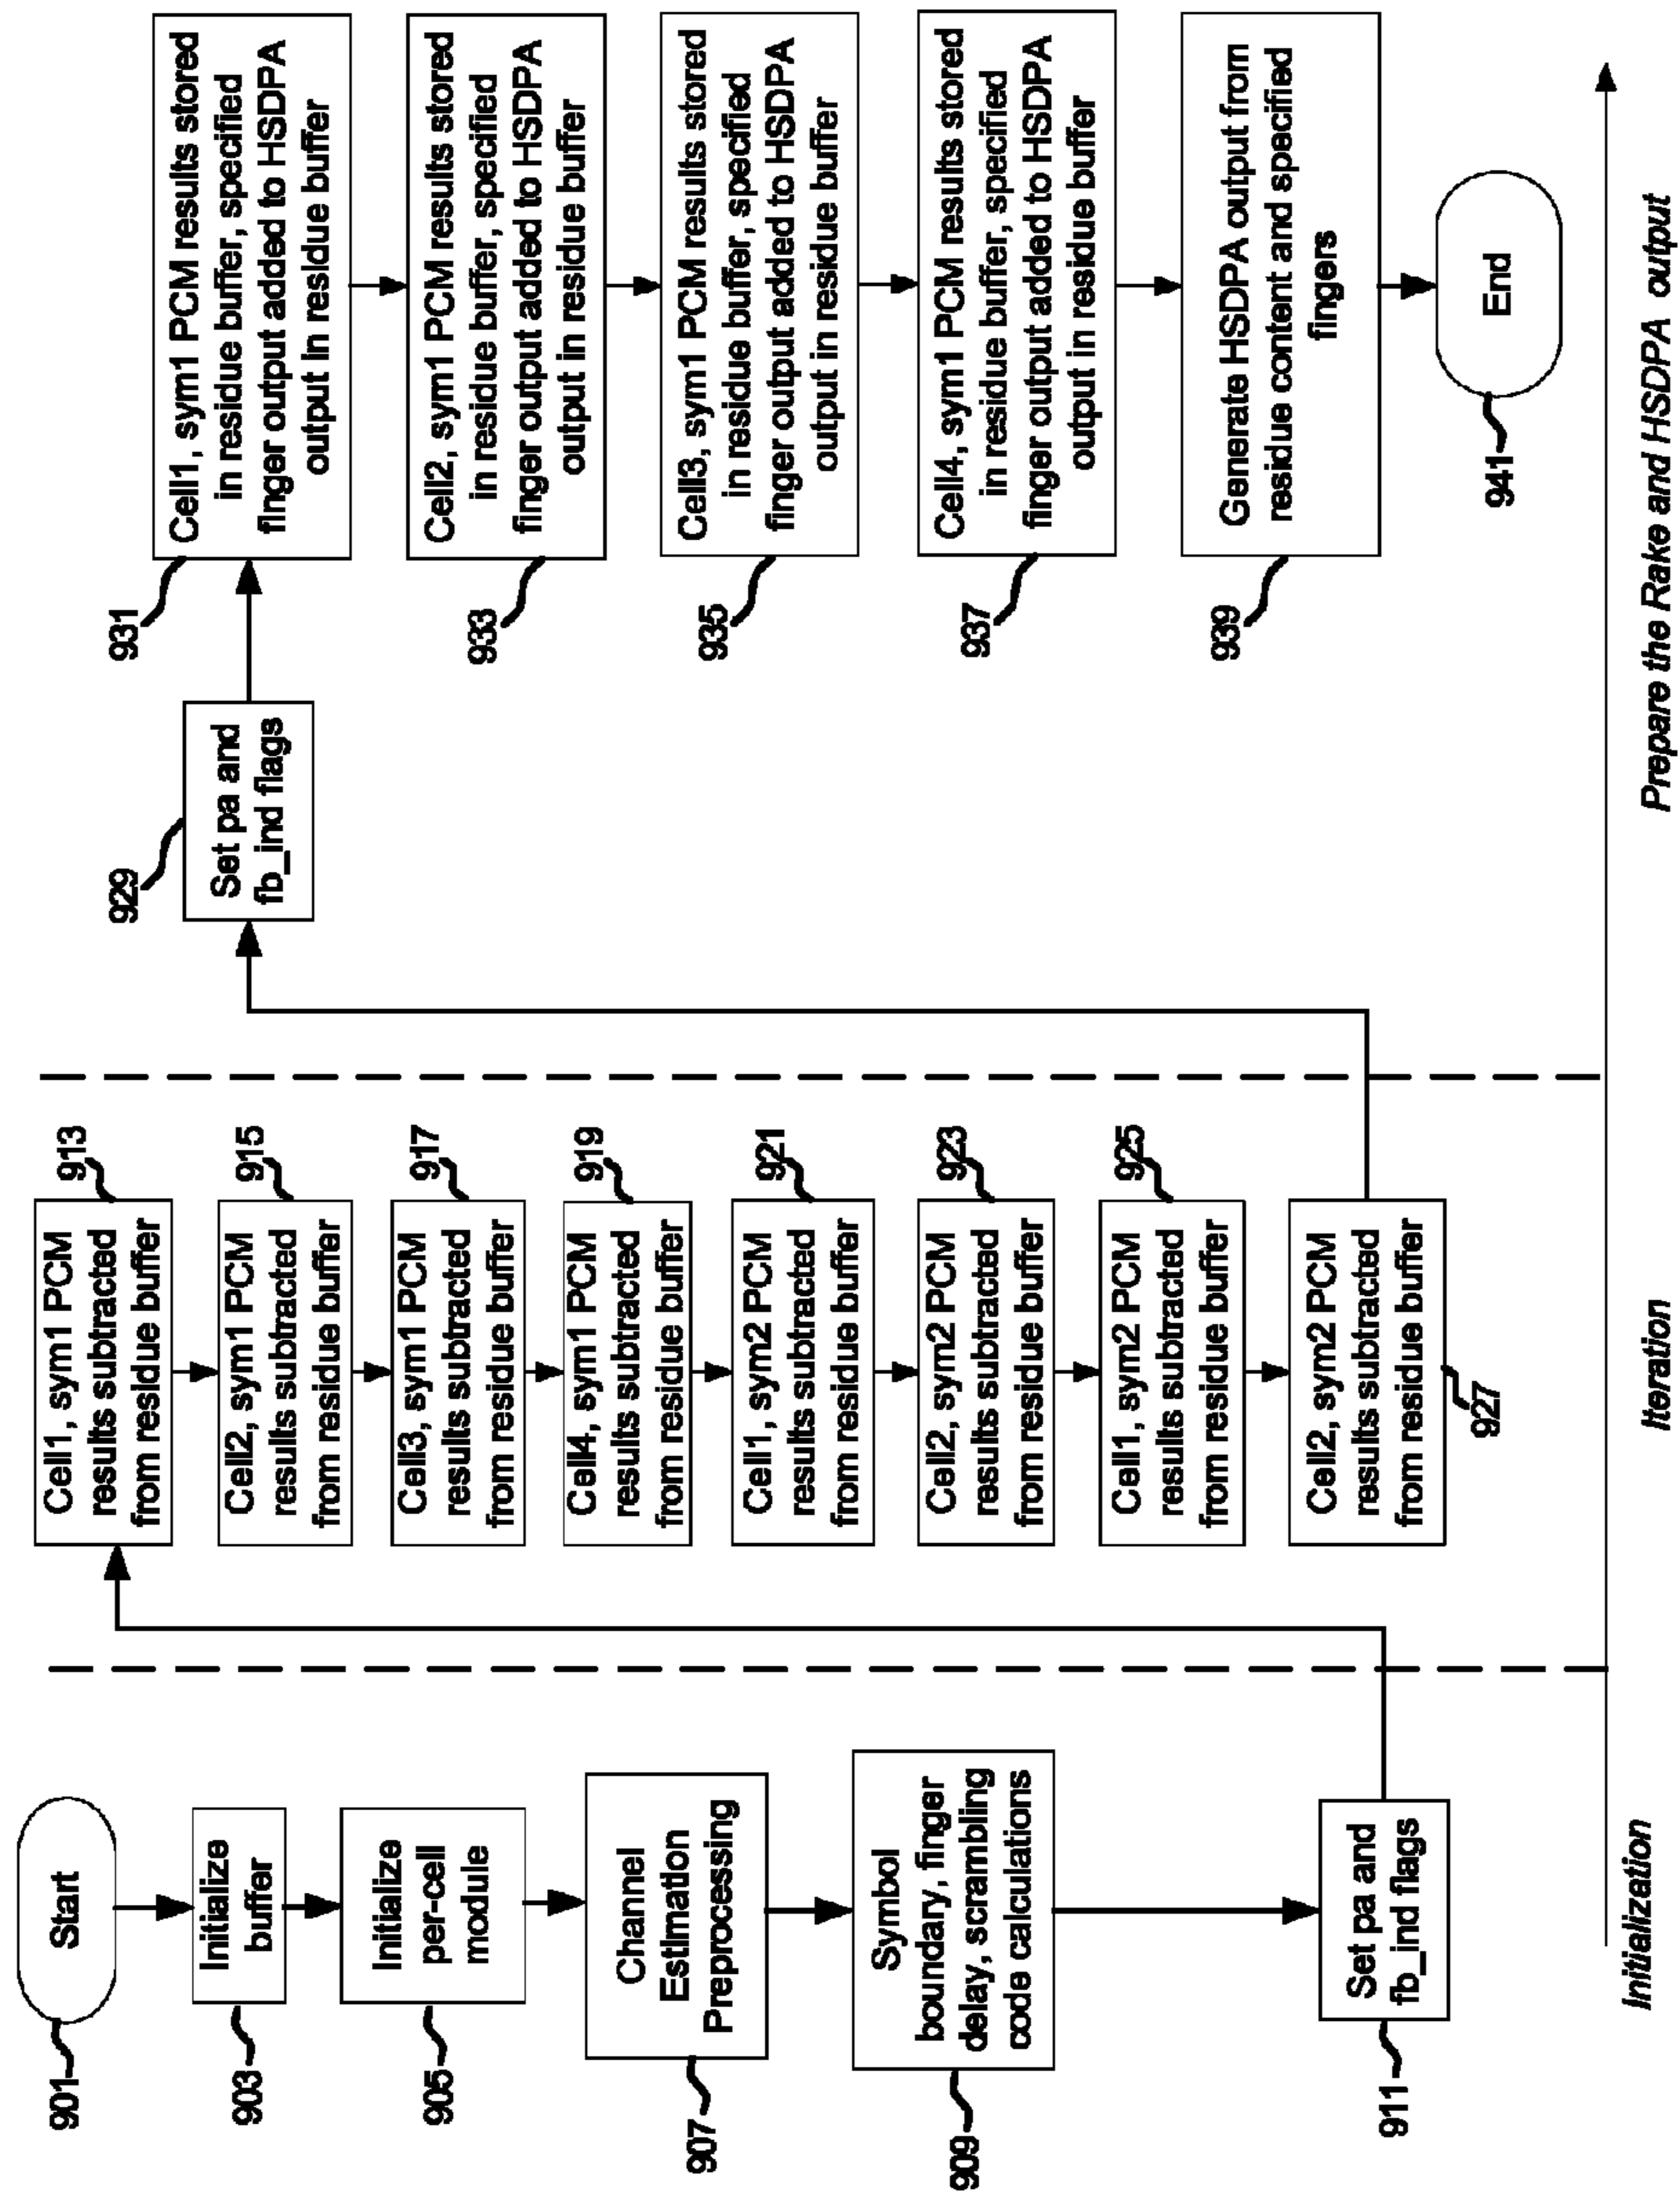 901
Start
903
Initialize
buffer
905
Initialize
per-cell
module
907
Channel
Estimation
Preprocessing
909
Symbol
boundary, finger
delay, scrambling
code calculations
911
Set pa and
fb_ind flags
Initialization
913
Cell1, sym1 PCM
results subtracted
from residue buffer
915
Cell2, sym1 PCM
results subtracted
from residue buffer
917
Cell3, sym1 PCM
results subtracted
from residue buffer
919
Cell4, sym1 PCM
results subtracted
from residue buffer
921
Cell1, sym2 PCM
results subtracted
from residue buffer
923
Cell2, sym2 PCM
results subtracted
from residue buffer
925
Cell1, sym2 PCM
results subtracted
from residue buffer
927
Cell2, sym2 PCM
results subtracted
from residue buffer
Iteration
929
Set pa and
fb_ind flags
931
Cell1, sym1 PCM results stored
in residue buffer, specified
finger output added to HSDPA
output in residue buffer
933
Cell2, sym1 PCM results stored
in residue buffer, specified
finger output added to HSDPA
output in residue buffer
935
Cell3, sym1 PCM results stored
in residue buffer, specified
finger output added to HSDPA
output in residue buffer
937
Cell4, sym1 PCM results stored
in residue buffer, specified
finger output added to HSDPA
output in residue buffer
939
Generate HSDPA output from
residue content and specified
fingers
941
End
Prepare the Rake and HSDPA output